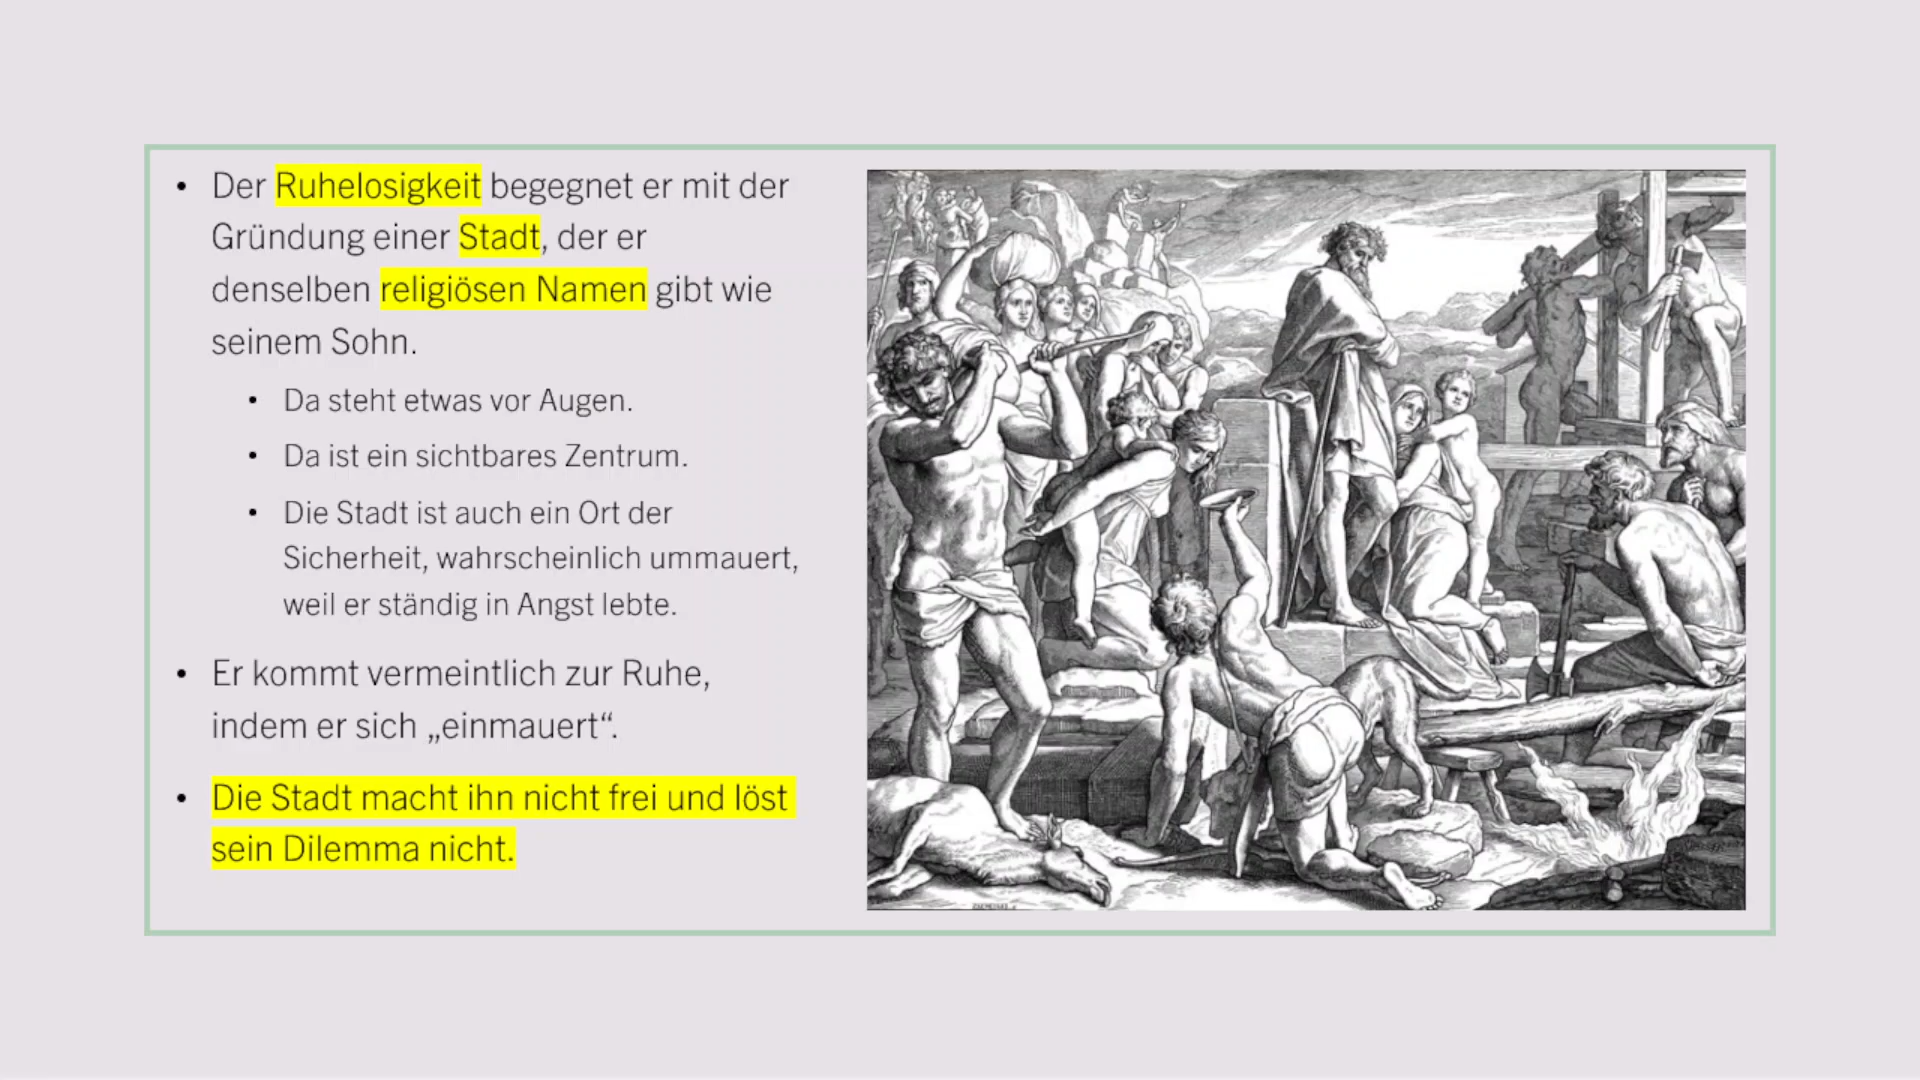 • Der Ruhelosigkeit begegnet er mit der
Gründung einer Stadt, der er
denselben religiösen Namen gibt wie
seinem Sohn.
• Da steht etwas vor Augen.
• Da ist ein sichtbares Zentrum.
• Die Stadt ist auch ein Ort der
Sicherheit, wahrscheinlich ummauert,
weil er ständig in Angst lebte.
• Er kommt vermeintlich zur Ruhe,
indem er sich „einmauert“.
• Die Stadt macht ihn nicht frei und löst
sein Dilemma nicht.